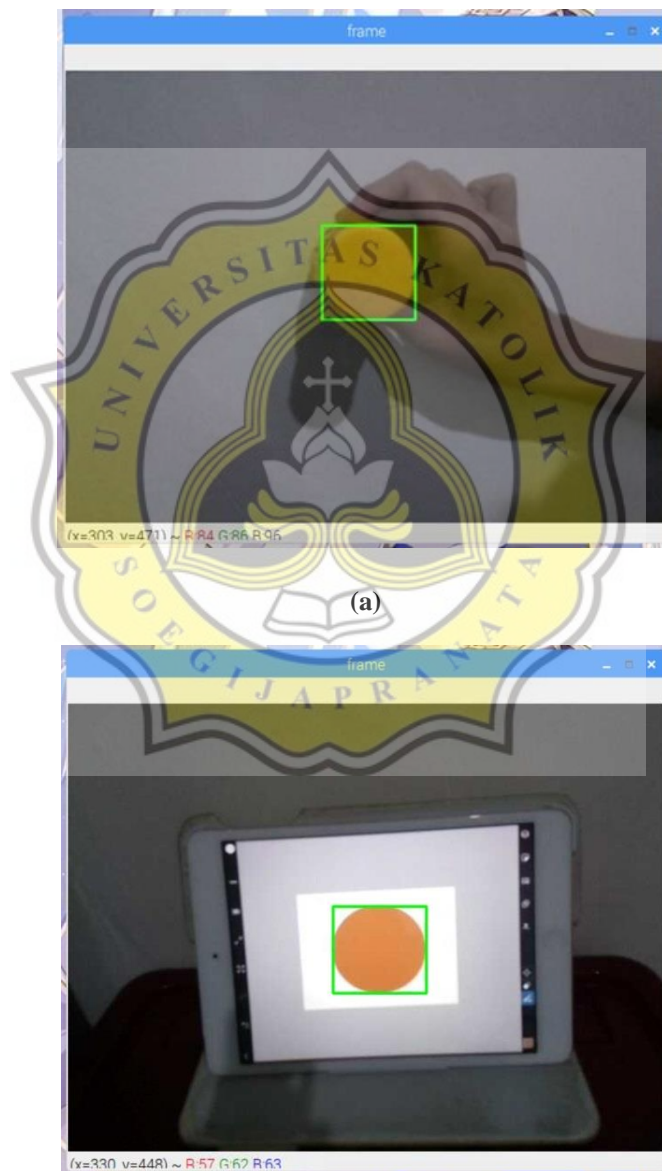 frame
UNIVERSITAS KATOLIK
(x=303, y=471) ~ R:84 G:86 B:96
(a)
SOEGIJAPRANATA
frame
(x=330, y=448) ~ R:57 G:62 B:63